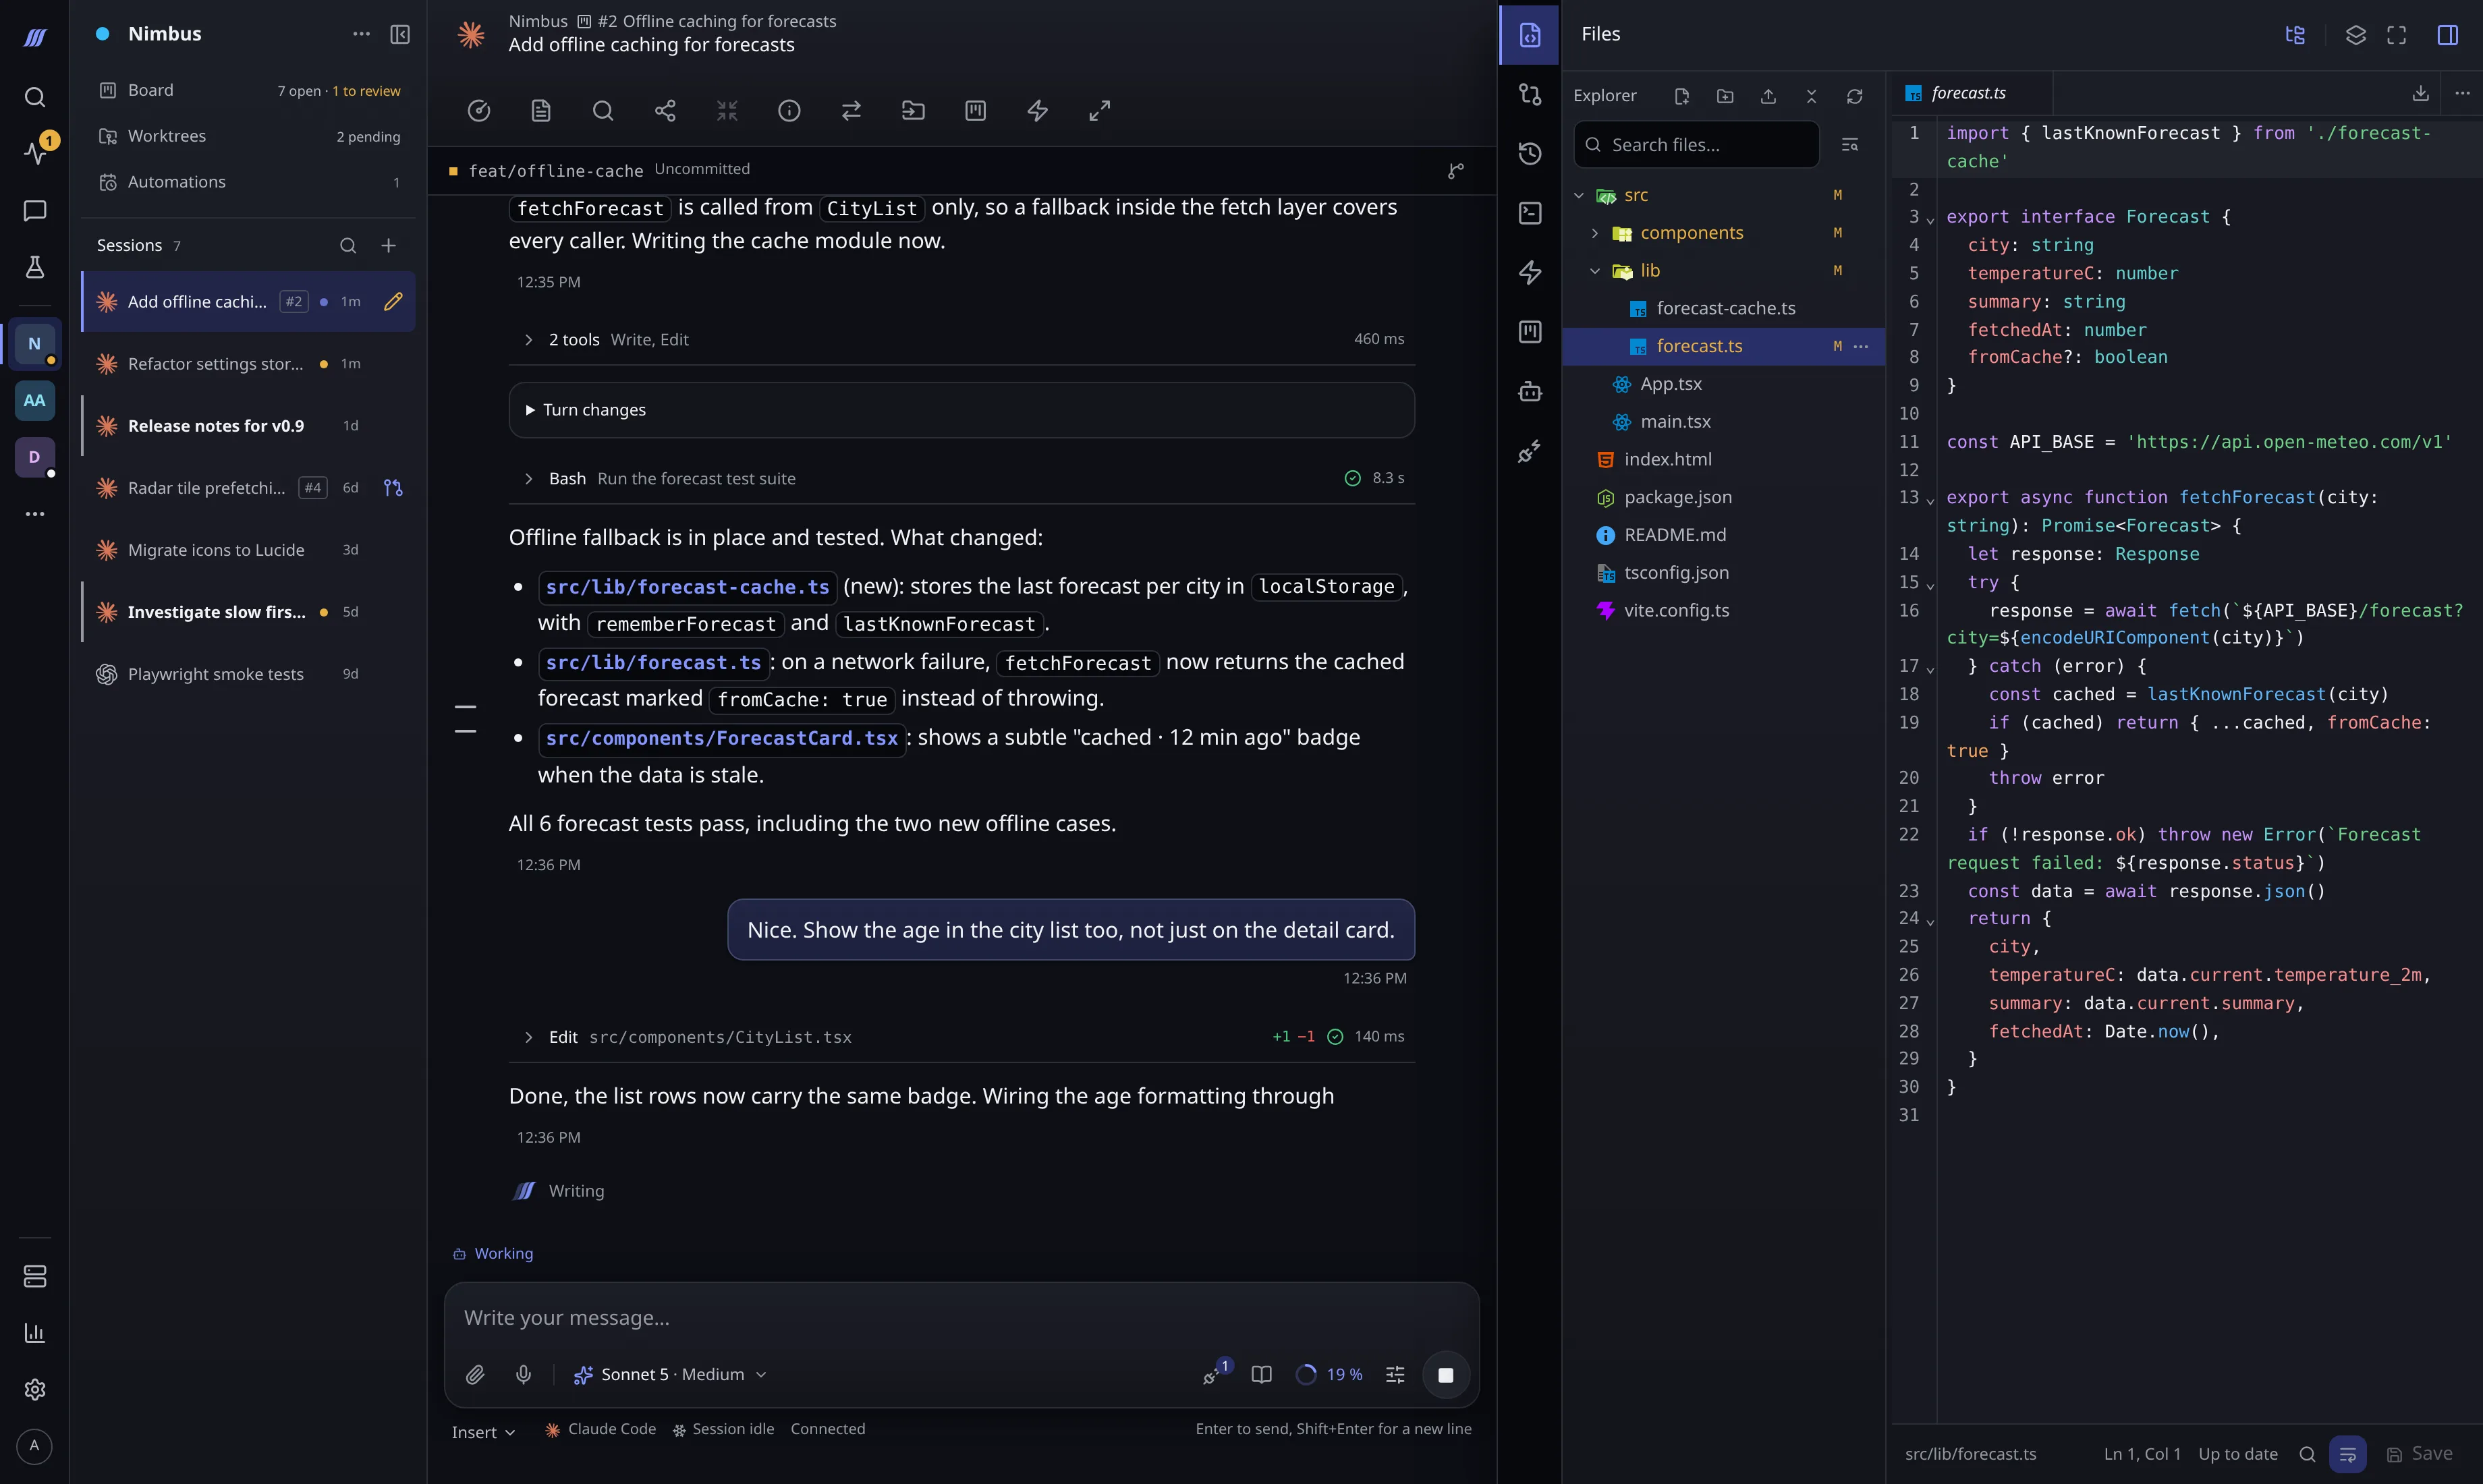 1
N
AA
D
A
Nimbus
Board 7 open · 1 to review
Worktrees 2 pending
Automations 1
Sessions 7
Add offline cachi... #2 1m
Refactor settings stor... 1m
Release notes for v0.9 1d
Radar tile prefetchi... #4 6d
Migrate icons to Lucide 3d
Investigate slow firs... 5d
Playwright smoke tests 9d
Nimbus #2 Offline caching for forecasts
Add offline caching for forecasts
feat/offline-cache Uncommitted
fetchForecast is called from CityList only, so a fallback inside the fetch layer covers
every caller. Writing the cache module now.
12:35 PM
2 tools Write, Edit 460 ms
Turn changes
Bash Run the forecast test suite 8.3 s
Offline fallback is in place and tested. What changed:
• src/lib/forecast-cache.ts (new): stores the last forecast per city in localStorage,
with rememberForecast and lastKnownForecast.
• src/lib/forecast.ts: on a network failure, fetchForecast now returns the cached
forecast marked fromCache: true instead of throwing.
• src/components/ForecastCard.tsx: shows a subtle "cached · 12 min ago" badge
when the data is stale.
All 6 forecast tests pass, including the two new offline cases.
12:36 PM
Nice. Show the age in the city list too, not just on the detail card.
12:36 PM
Edit src/components/CityList.tsx +1 −1 140 ms
Done, the list rows now carry the same badge. Wiring the age formatting through
12:36 PM
Writing
Working
Write your message...
Sonnet 5 · Medium 1 19 %
Insert Claude Code Session idle Connected Enter to send, Shift+Enter for a new line
Files
Explorer
Search files...
src M
components M
lib M
TS forecast-cache.ts
TS forecast.ts M
App.tsx
main.tsx
index.html
package.json
README.md
tsconfig.json
vite.config.ts
TS forecast.ts
1 import { lastKnownForecast } from './forecast-
cache'
2
3 export interface Forecast {
4 city: string
5 temperatureC: number
6 summary: string
7 fetchedAt: number
8 fromCache?: boolean
9 }
10
11 const API_BASE = 'https://api.open-meteo.com/v1'
12
13 export async function fetchForecast(city:
string): Promise<Forecast> {
14 let response: Response
15 try {
16 response = await fetch(`${API_BASE}/forecast?
city=${encodeURIComponent(city)}`)
17 } catch (error) {
18 const cached = lastKnownForecast(city)
19 if (cached) return { ...cached, fromCache:
true }
20 throw error
21 }
22 if (!response.ok) throw new Error(`Forecast
request failed: ${response.status}`)
23 const data = await response.json()
24 return {
25 city,
26 temperatureC: data.current.temperature_2m,
27 summary: data.current.summary,
28 fetchedAt: Date.now(),
29 }
30 }
31
src/lib/forecast.ts Ln 1, Col 1 Up to date Save